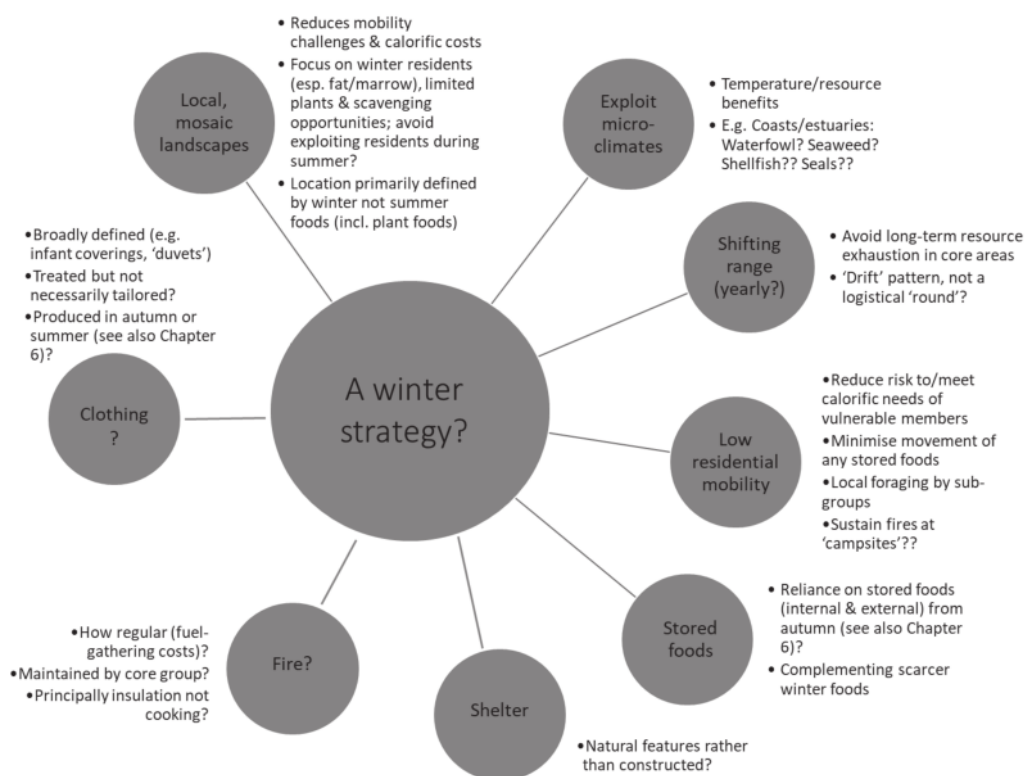 Local,
mosaic
landscapes
• Reduces mobility
challenges & calorific costs
• Focus on winter residents
(esp. fat/marrow), limited
plants & scavenging
opportunities; avoid
exploiting residents during
summer?
• Location primarily defined
by winter not summer
foods (incl. plant foods)
Exploit
micro-
climates
• Temperature/resource
benefits
• E.g. Coasts/estuaries:
Waterfowl? Seaweed?
Shellfish?? Seals??
Shifting
range
(yearly?)
• Avoid long-term resource
exhaustion in core areas
• ‘Drift’ pattern, not a
logistical ‘round’?
•Broadly defined (e.g.
infant coverings, ‘duvets’)
•Treated but not
necessarily tailored?
•Produced in autumn or
summer (see also Chapter
6)?
Clothing
?
A winter
strategy?
Low
residential
mobility
•Reduce risk to/meet
calorific needs of
vulnerable members
•Minimise movement of
any stored foods
•Local foraging by sub-
groups
•Sustain fires at
‘campsites’??
Stored
foods
• Reliance on stored foods
(internal & external) from
autumn (see also Chapter
6)?
• Complementing scarcer
winter foods
•How regular (fuel-
gathering costs)?
•Maintained by core group?
•Principally insulation not
cooking?
Fire?
Shelter
•Natural features rather
than constructed?